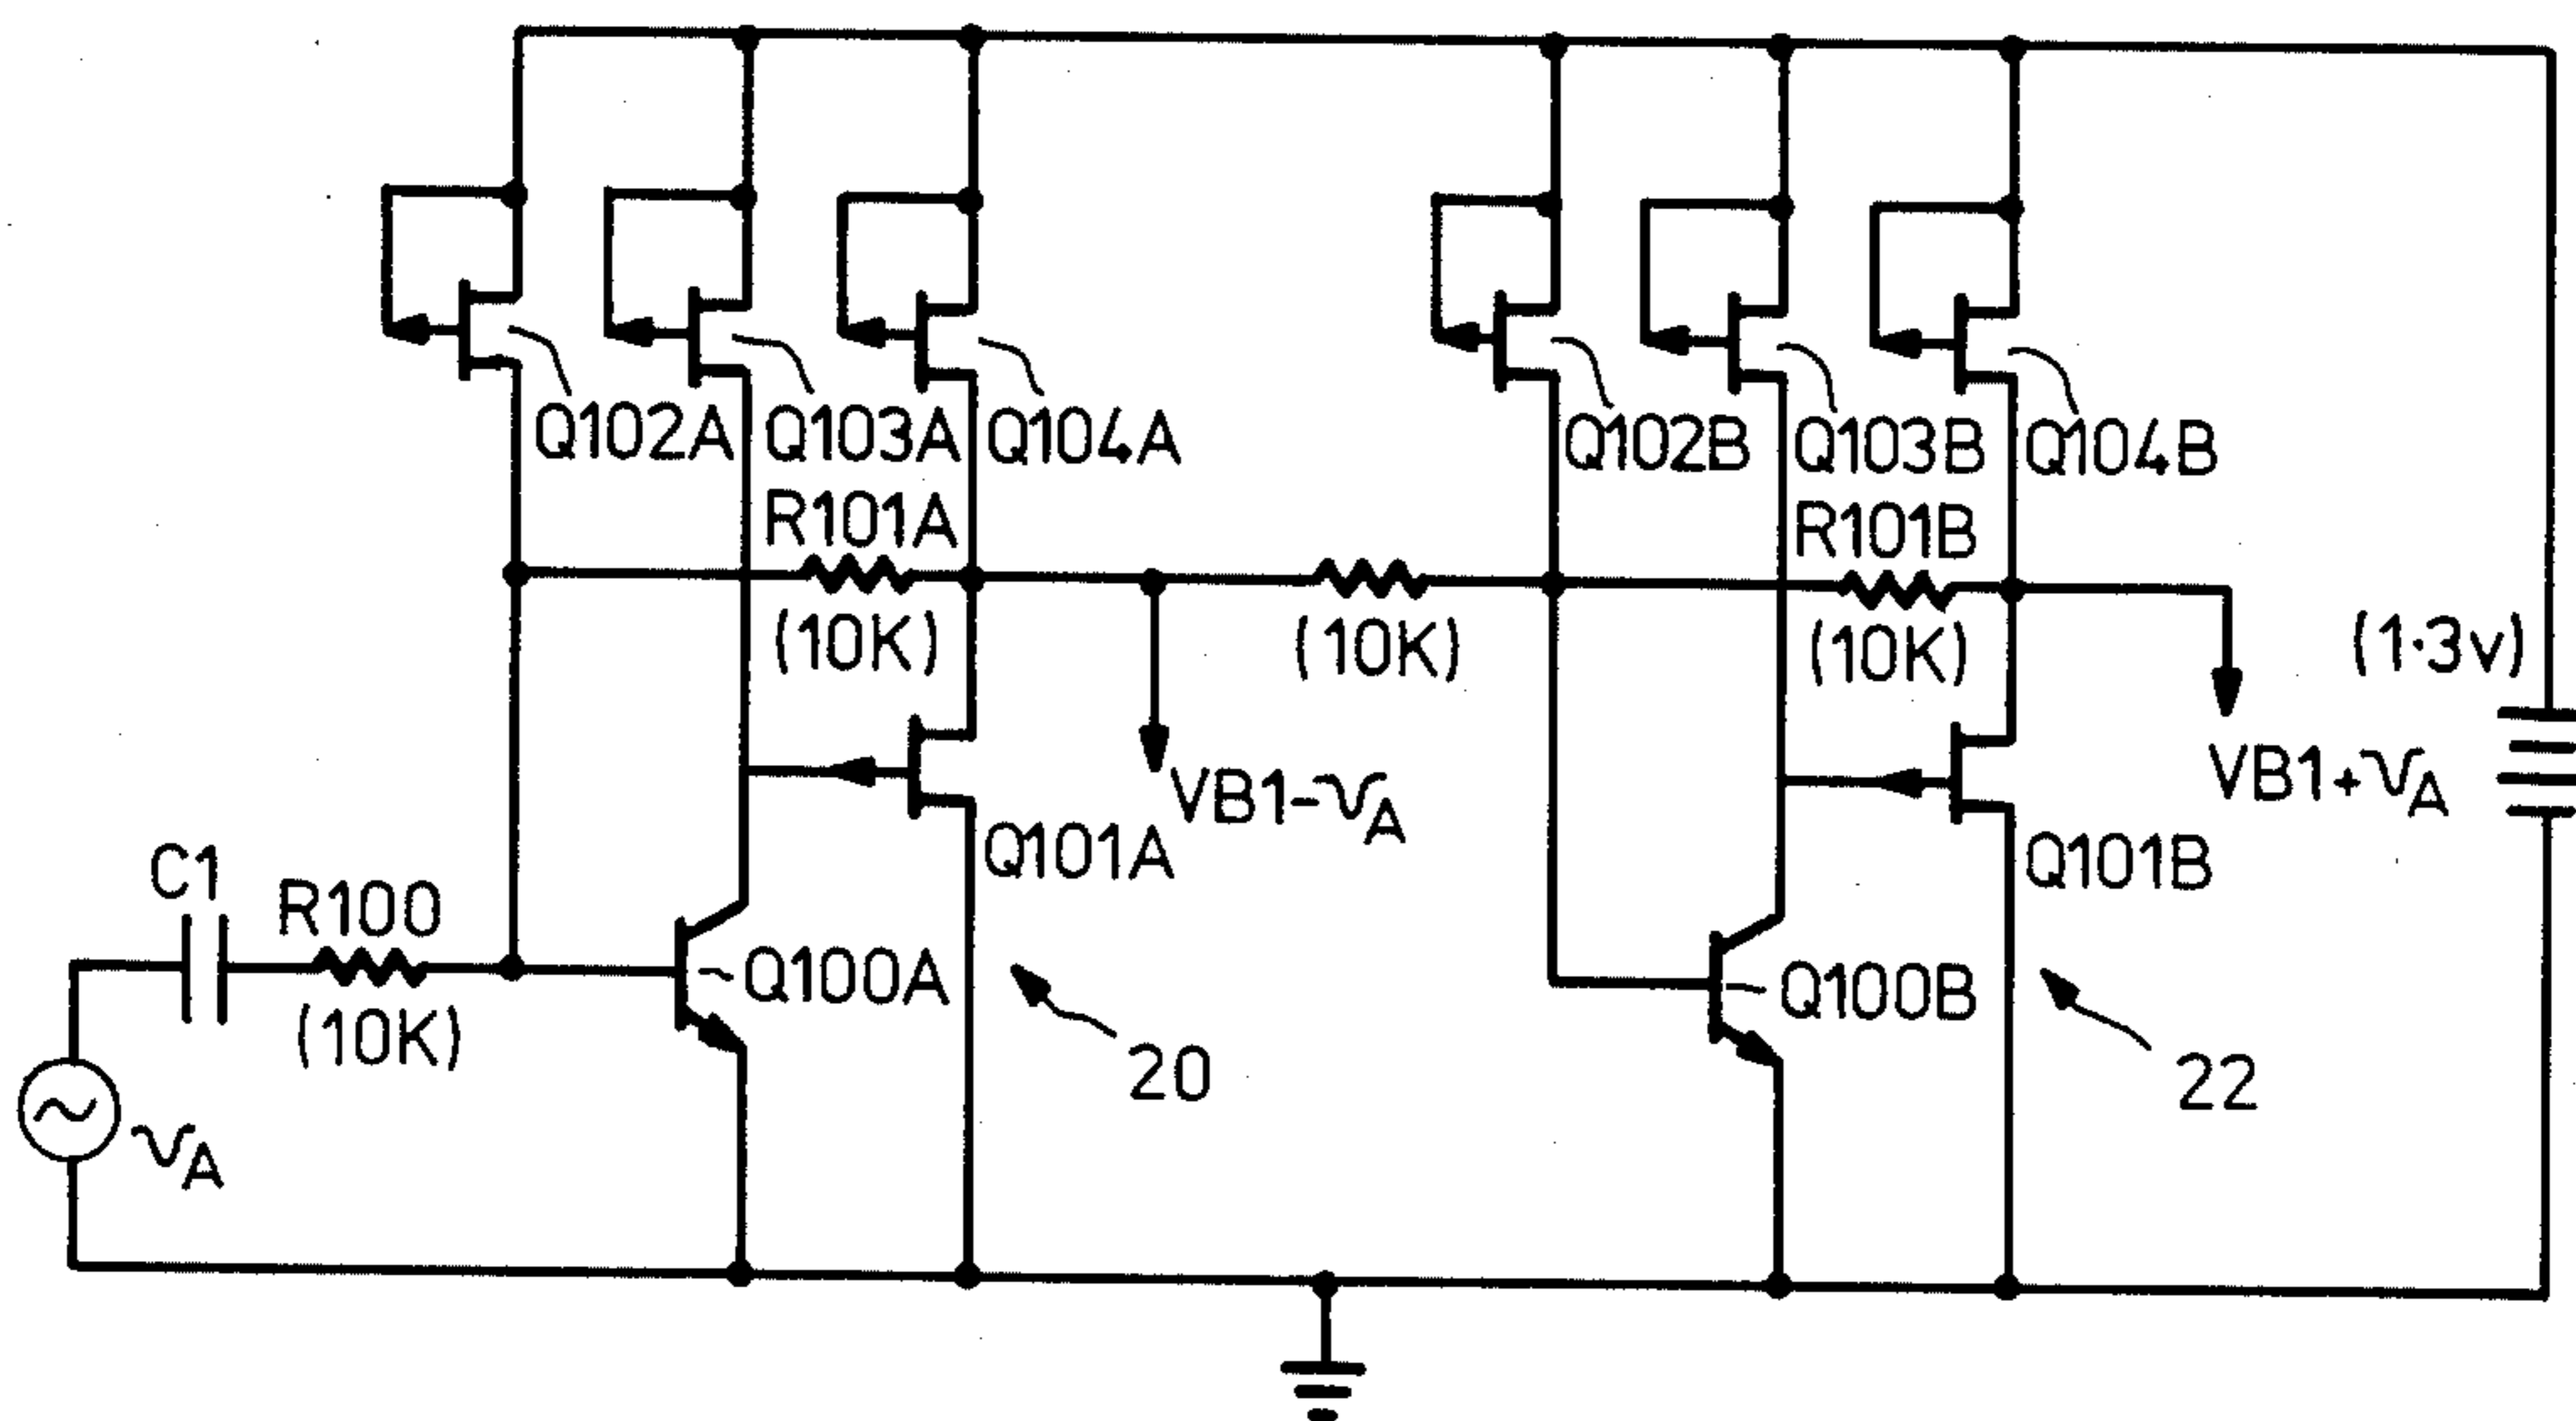 Q102A
Q103A
Q104A
Q102B
Q103B
Q104B
R101A
(10K)
(10K)
R101B
(10K)
(1·3v)
VB1-VA
VB1+VA
Q101A
Q101B
C1
R100
(10K)
Q100A
Q100B
20
22
VA